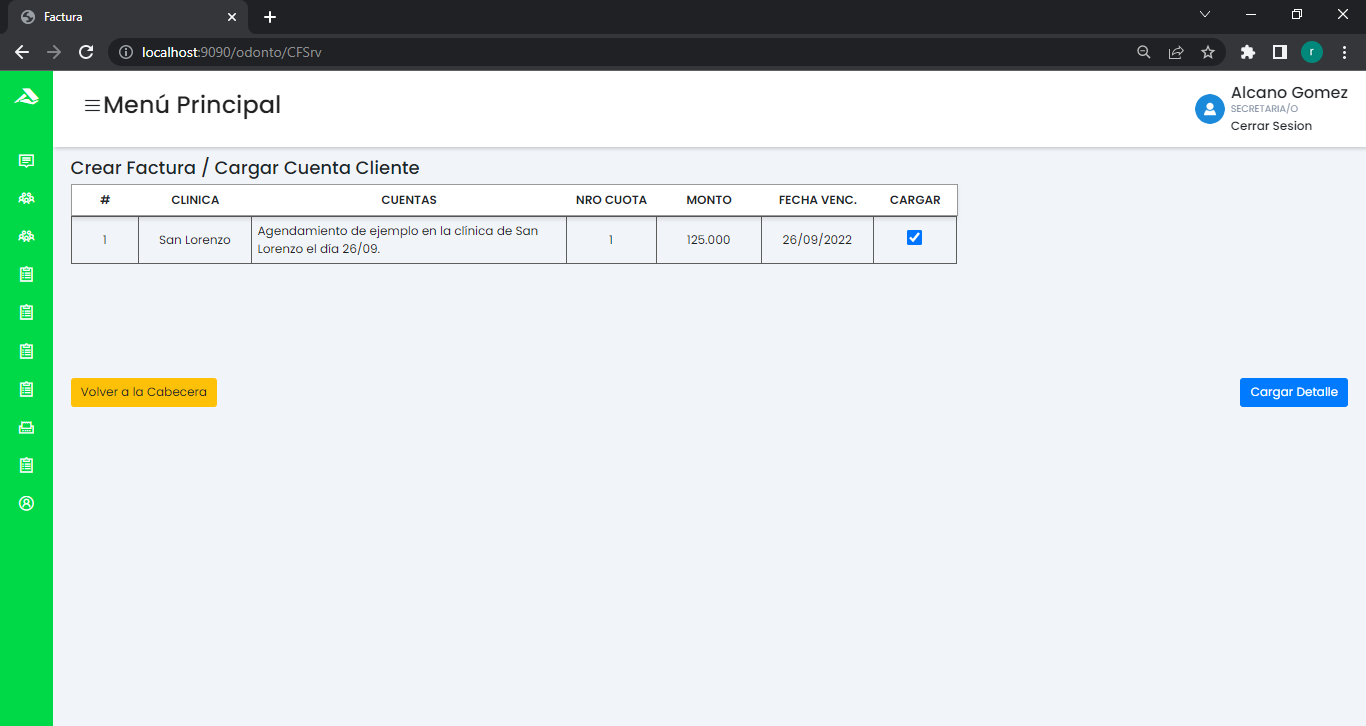 Factura
localhost:9090/odonto/CFSrv
r
Menú Principal
Alcano Gomez
SECRETARIA/O
Cerrar Sesion
Crear Factura / Cargar Cuenta Cliente
# CLINICA CUENTAS NRO CUOTA MONTO FECHA VENC. CARGAR
1 San Lorenzo Agendamiento de ejemplo en la clínica de San 1 125.000 26/09/2022
Lorenzo el día 26/09.
Volver a la Cabecera Cargar Detalle